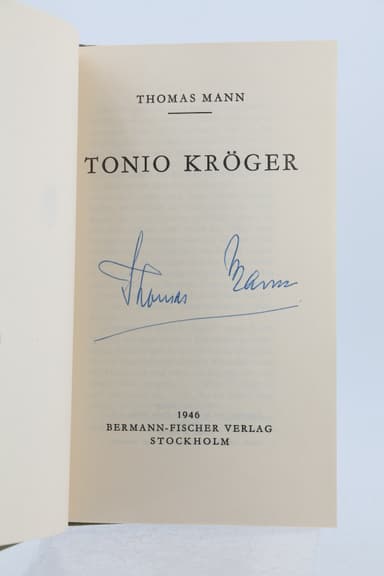 THOMAS MANN
TONIO KRÖGER
Thomas Mann
1946
BERMANN-FISCHER VERLAG
STOCKHOLM